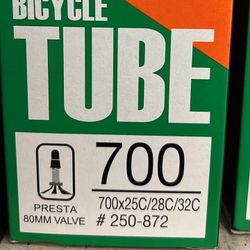 BICYCLE
TUBE
700
700x25C/28C/32C
# 250-872
PRESTA
80MM VALVE